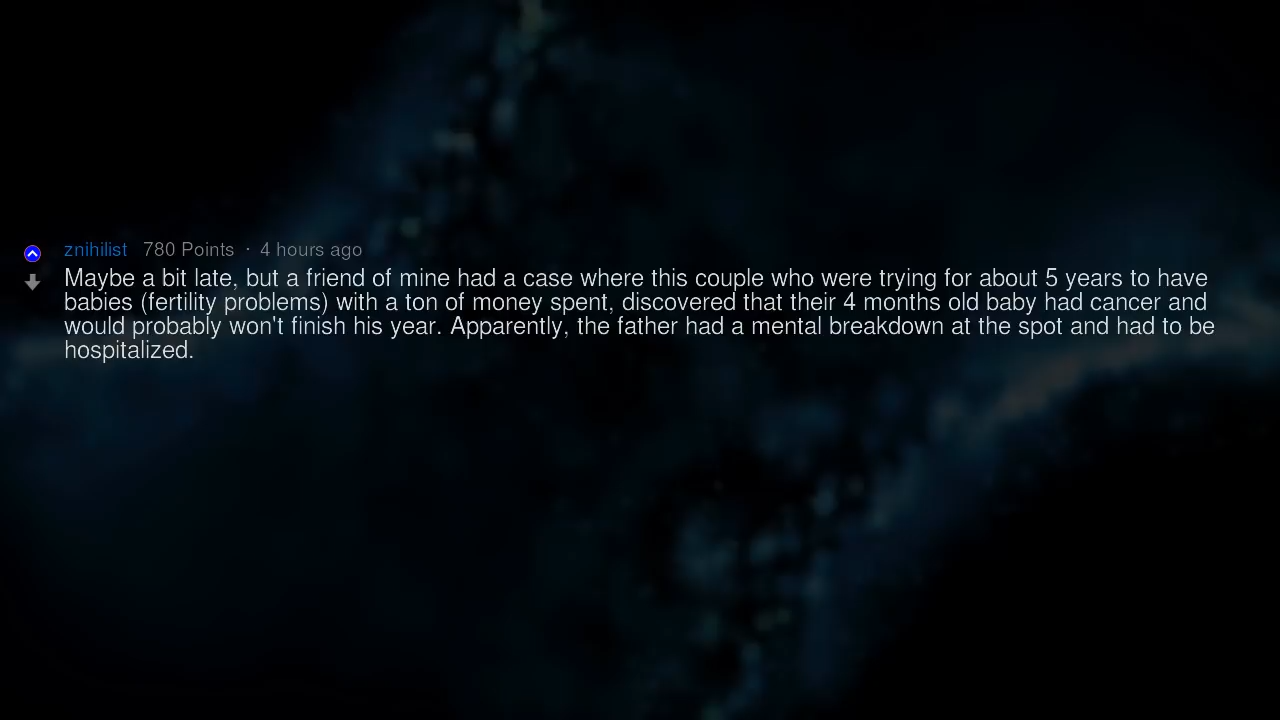 znihilist 780 Points · 4 hours ago
Maybe a bit late, but a friend of mine had a case where this couple who were trying for about 5 years to have
babies (fertility problems) with a ton of money spent, discovered that their 4 months old baby had cancer and
would probably won't finish his year. Apparently, the father had a mental breakdown at the spot and had to be
hospitalized.